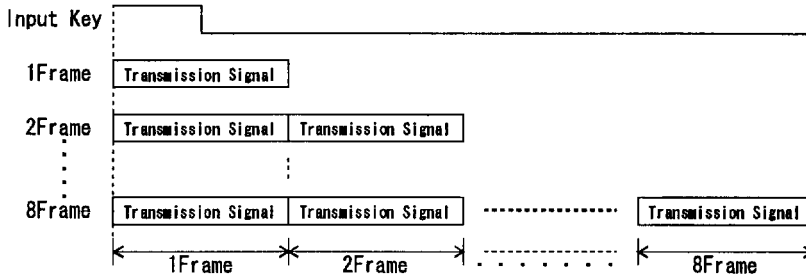 Input Key
1Frame Transmission Signal
2Frame Transmission Signal Transmission Signal
8Frame Transmission Signal Transmission Signal Transmission Signal
1Frame 2Frame 8Frame